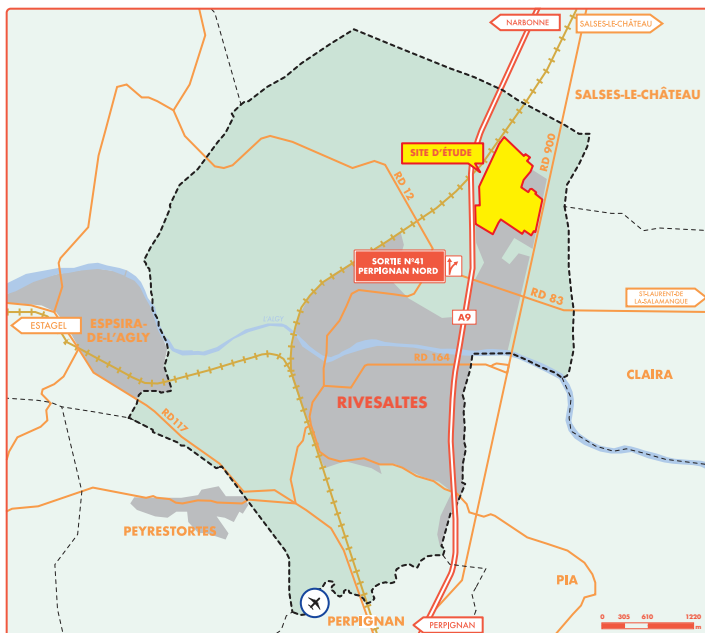 NARBONNE
SALSES-LE-CHÂTEAU
SALSES-LE-CHÂTEAU
SITE D'ÉTUDE
RD 900
RD 12
SORTIE N°41
PERPIGNAN NORD
RD 83
ST-LAURENT-DE
LA-SALAMANQUE
ESTAGEL
ESPSIRA-
DE-L'AGLY
L'AGLY
A9
RD 164
CLAIRA
RIVESALTES
RD117
PEYRESTORTES
PIA
PERPIGNAN
PERPIGNAN
0 305 610 1220
m